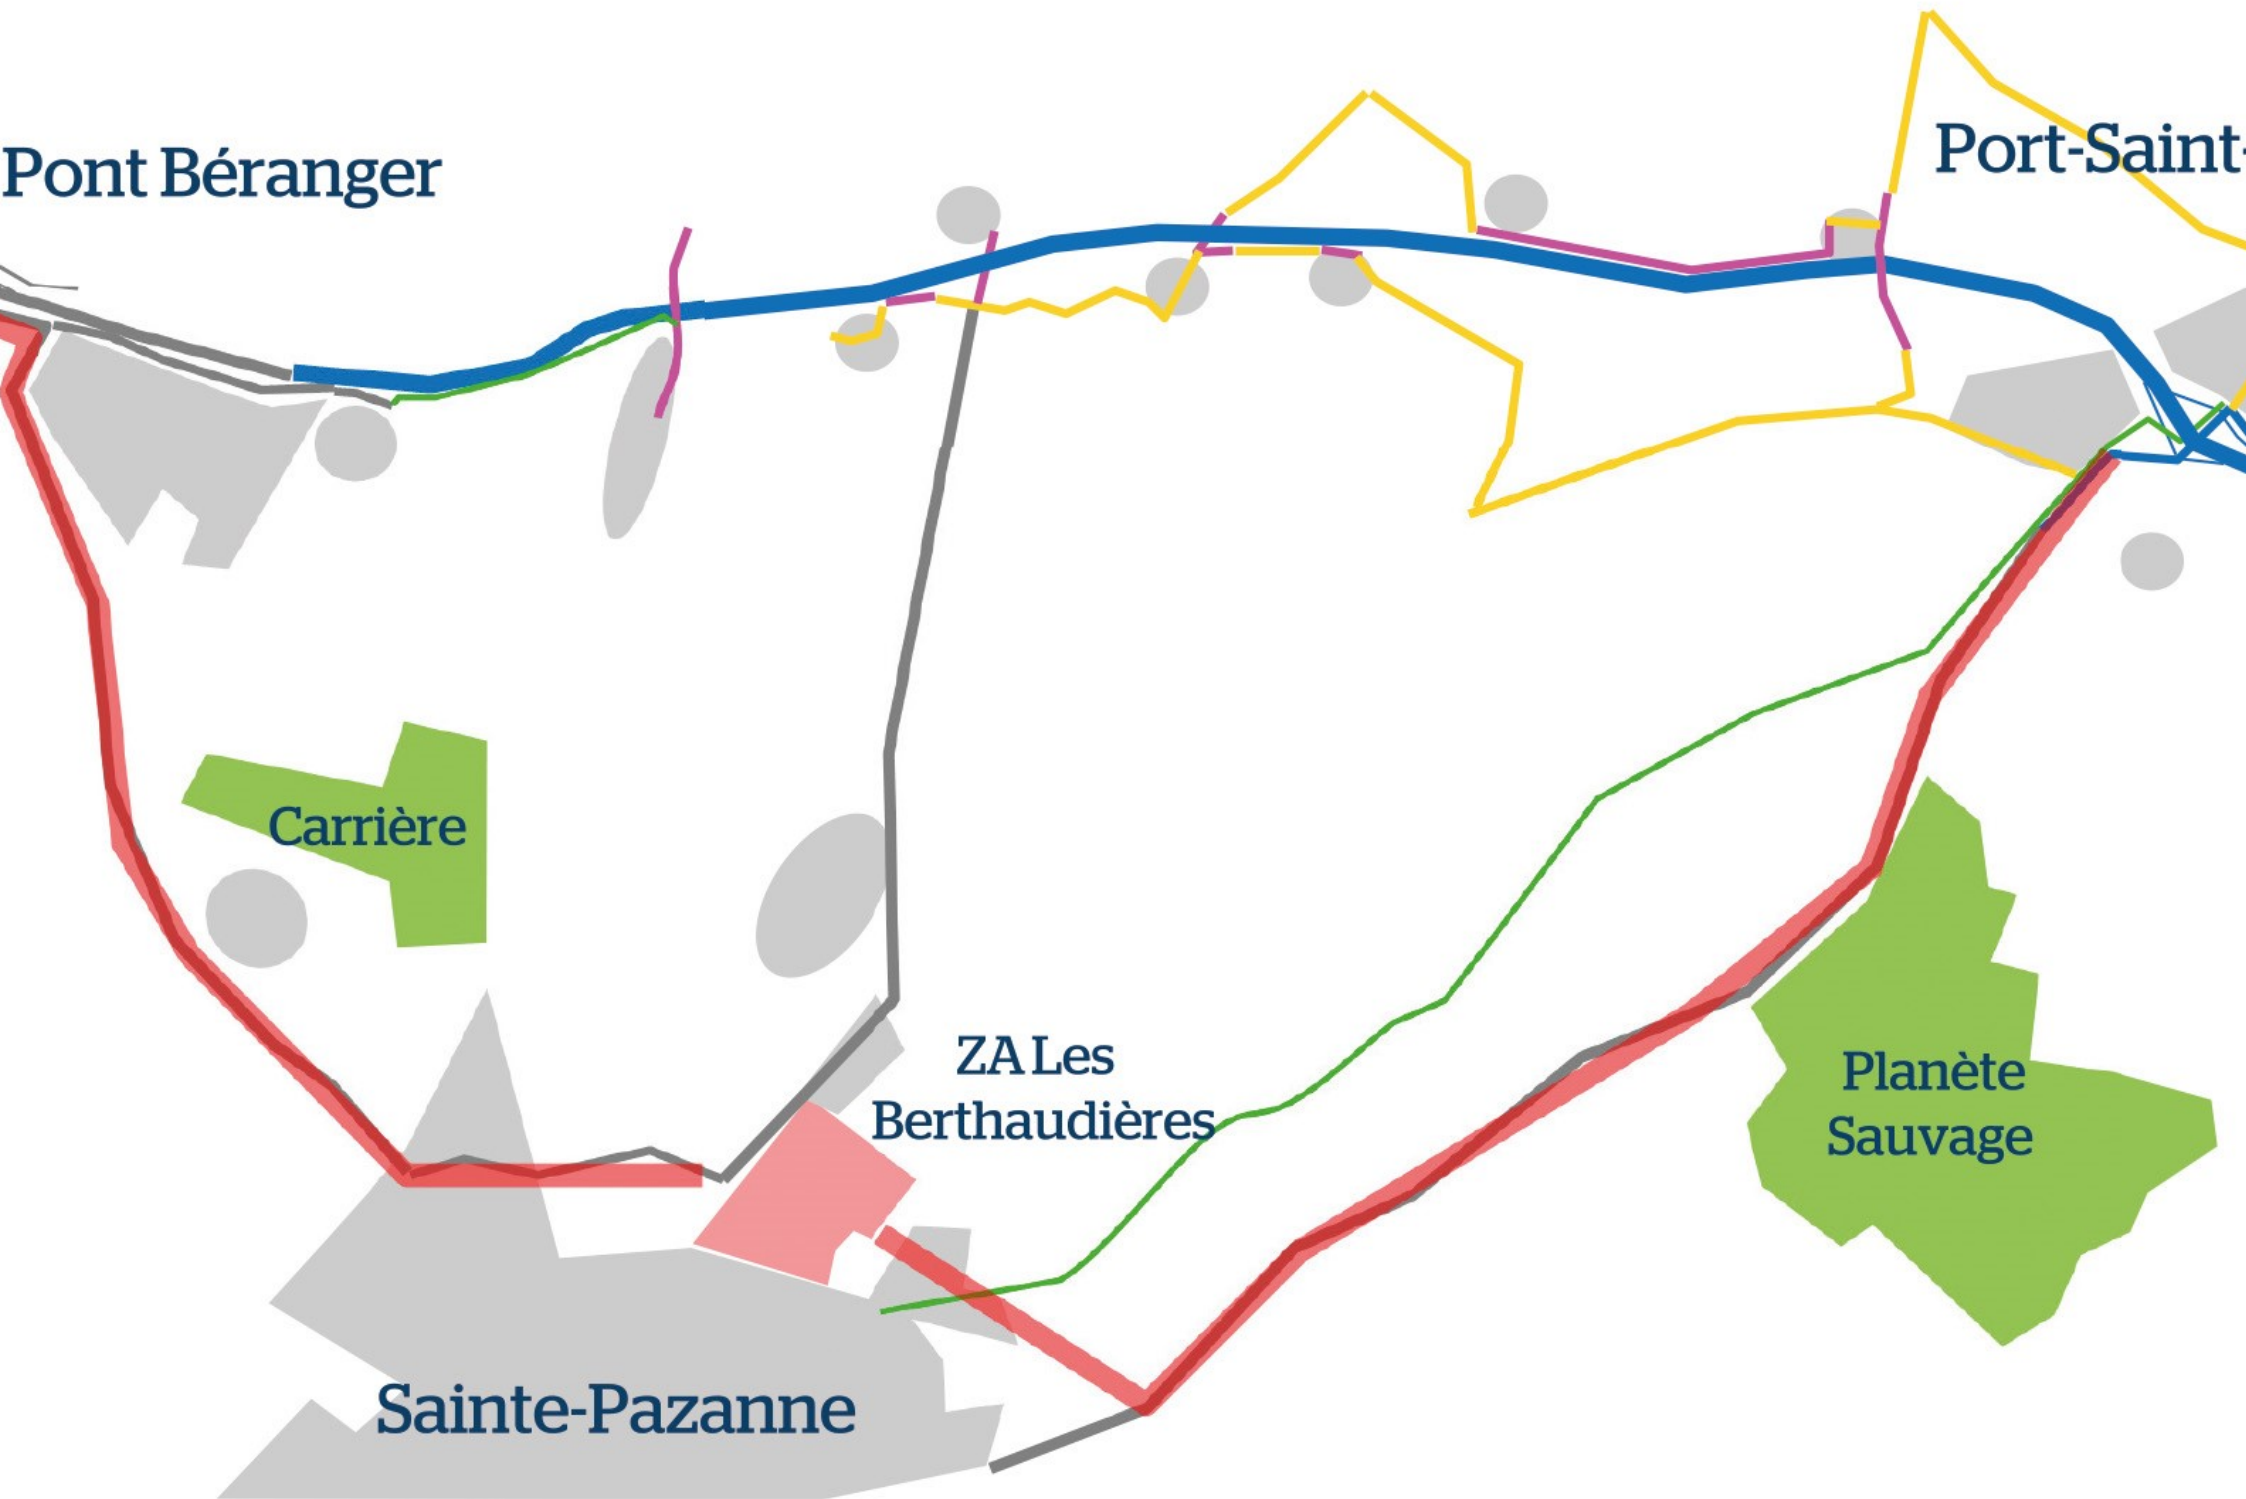 Pont Béranger
Port-Saint-
Carrière
ZA Les
Berthaudières
Planète
Sauvage
Sainte-Pazanne